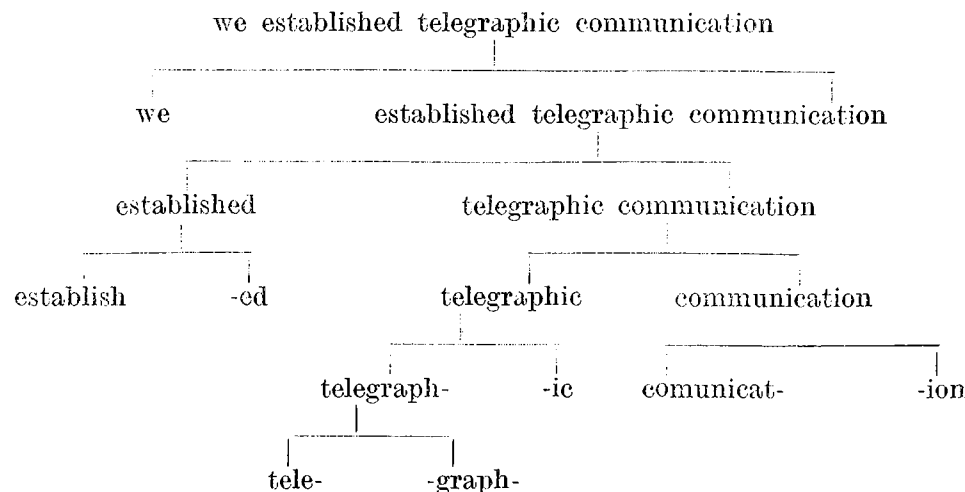 we established telegraphic communication
we established telegraphic communication
established telegraphic communication
establish -ed telegraphic communication
telegraph- -ic comunicat- -ion
tele- -graph-